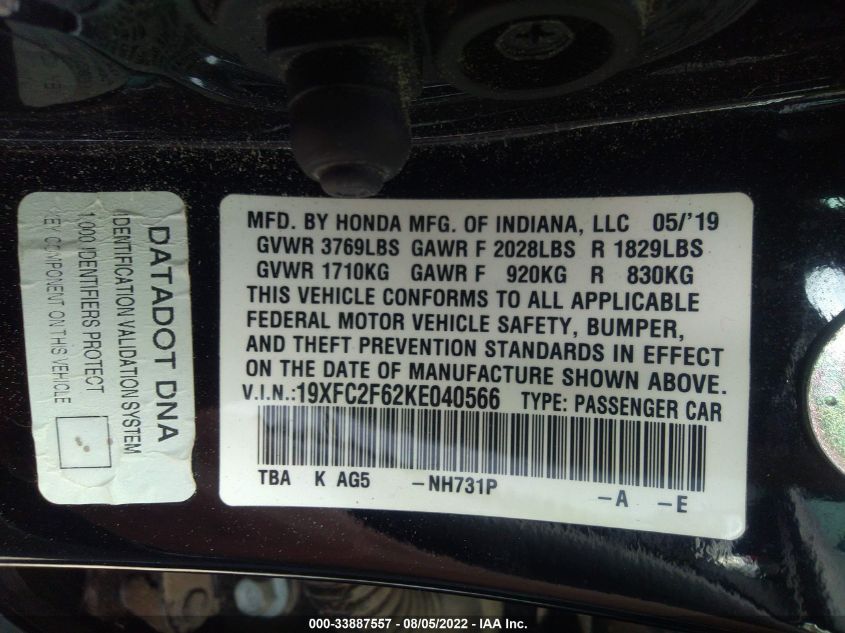 MFD. BY HONDA MFG. OF INDIANA, LLC 05/'19
GVWR 3769LBS GAWR F 2028LBS R 1829LBS
GVWR 1710KG GAWR F 920KG R 830KG
THIS VEHICLE CONFORMS TO ALL APPLICABLE
FEDERAL MOTOR VEHICLE SAFETY, BUMPER,
AND THEFT PREVENTION STANDARDS IN EFFECT
ON THE DATE OF MANUFACTURE SHOWN ABOVE.
V.I.N.:19XFC2F62KE040566 TYPE: PASSENGER CAR
TBA K AG5 -NH731P -A -E
DATADOT DNA
IDENTIFICATION VALIDATION SYSTEM
1,000 IDENTIFIERS PROTECT
KEY COMPONENT ON THIS VEHICLE
000-33887557 - 08/05/2022 - IAA Inc.